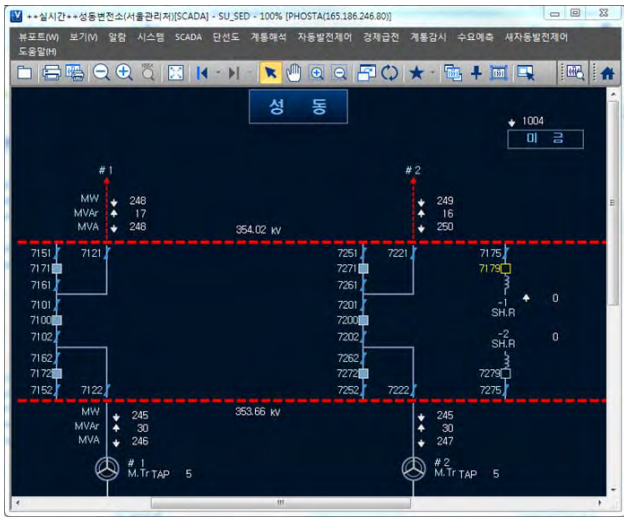 ++실시간++성동변전소(서울관리처)[SCADA] - SU_SED - 100% [PHOSTA(165.186.246.80)]
뷰포트(W) 보기(V) 알람 시스템 SCADA 단선도 계통해석 자동발전제어 경제급전 계통감시 수요예측 새자동발전제어
도움말(H)
성 동
1004
미 금
# 1 # 2
MW 248 249
MVAr 17 16
MVA 248 250
354.02 kV
7151 7121 7251 7221 7175
7171 7271 7179
7161 7261
7101 7201 -1 0
7100 7200 SH.R
7102 7202 -2 0
SH.R
7162 7262
7172 7272 7279
7152 7122 7252 7222 7275
353.66 kV
MW 245 245
MVAr 30 30
MVA 246 247
# 1 # 2
M.Tr TAP 5 M.Tr TAP 5